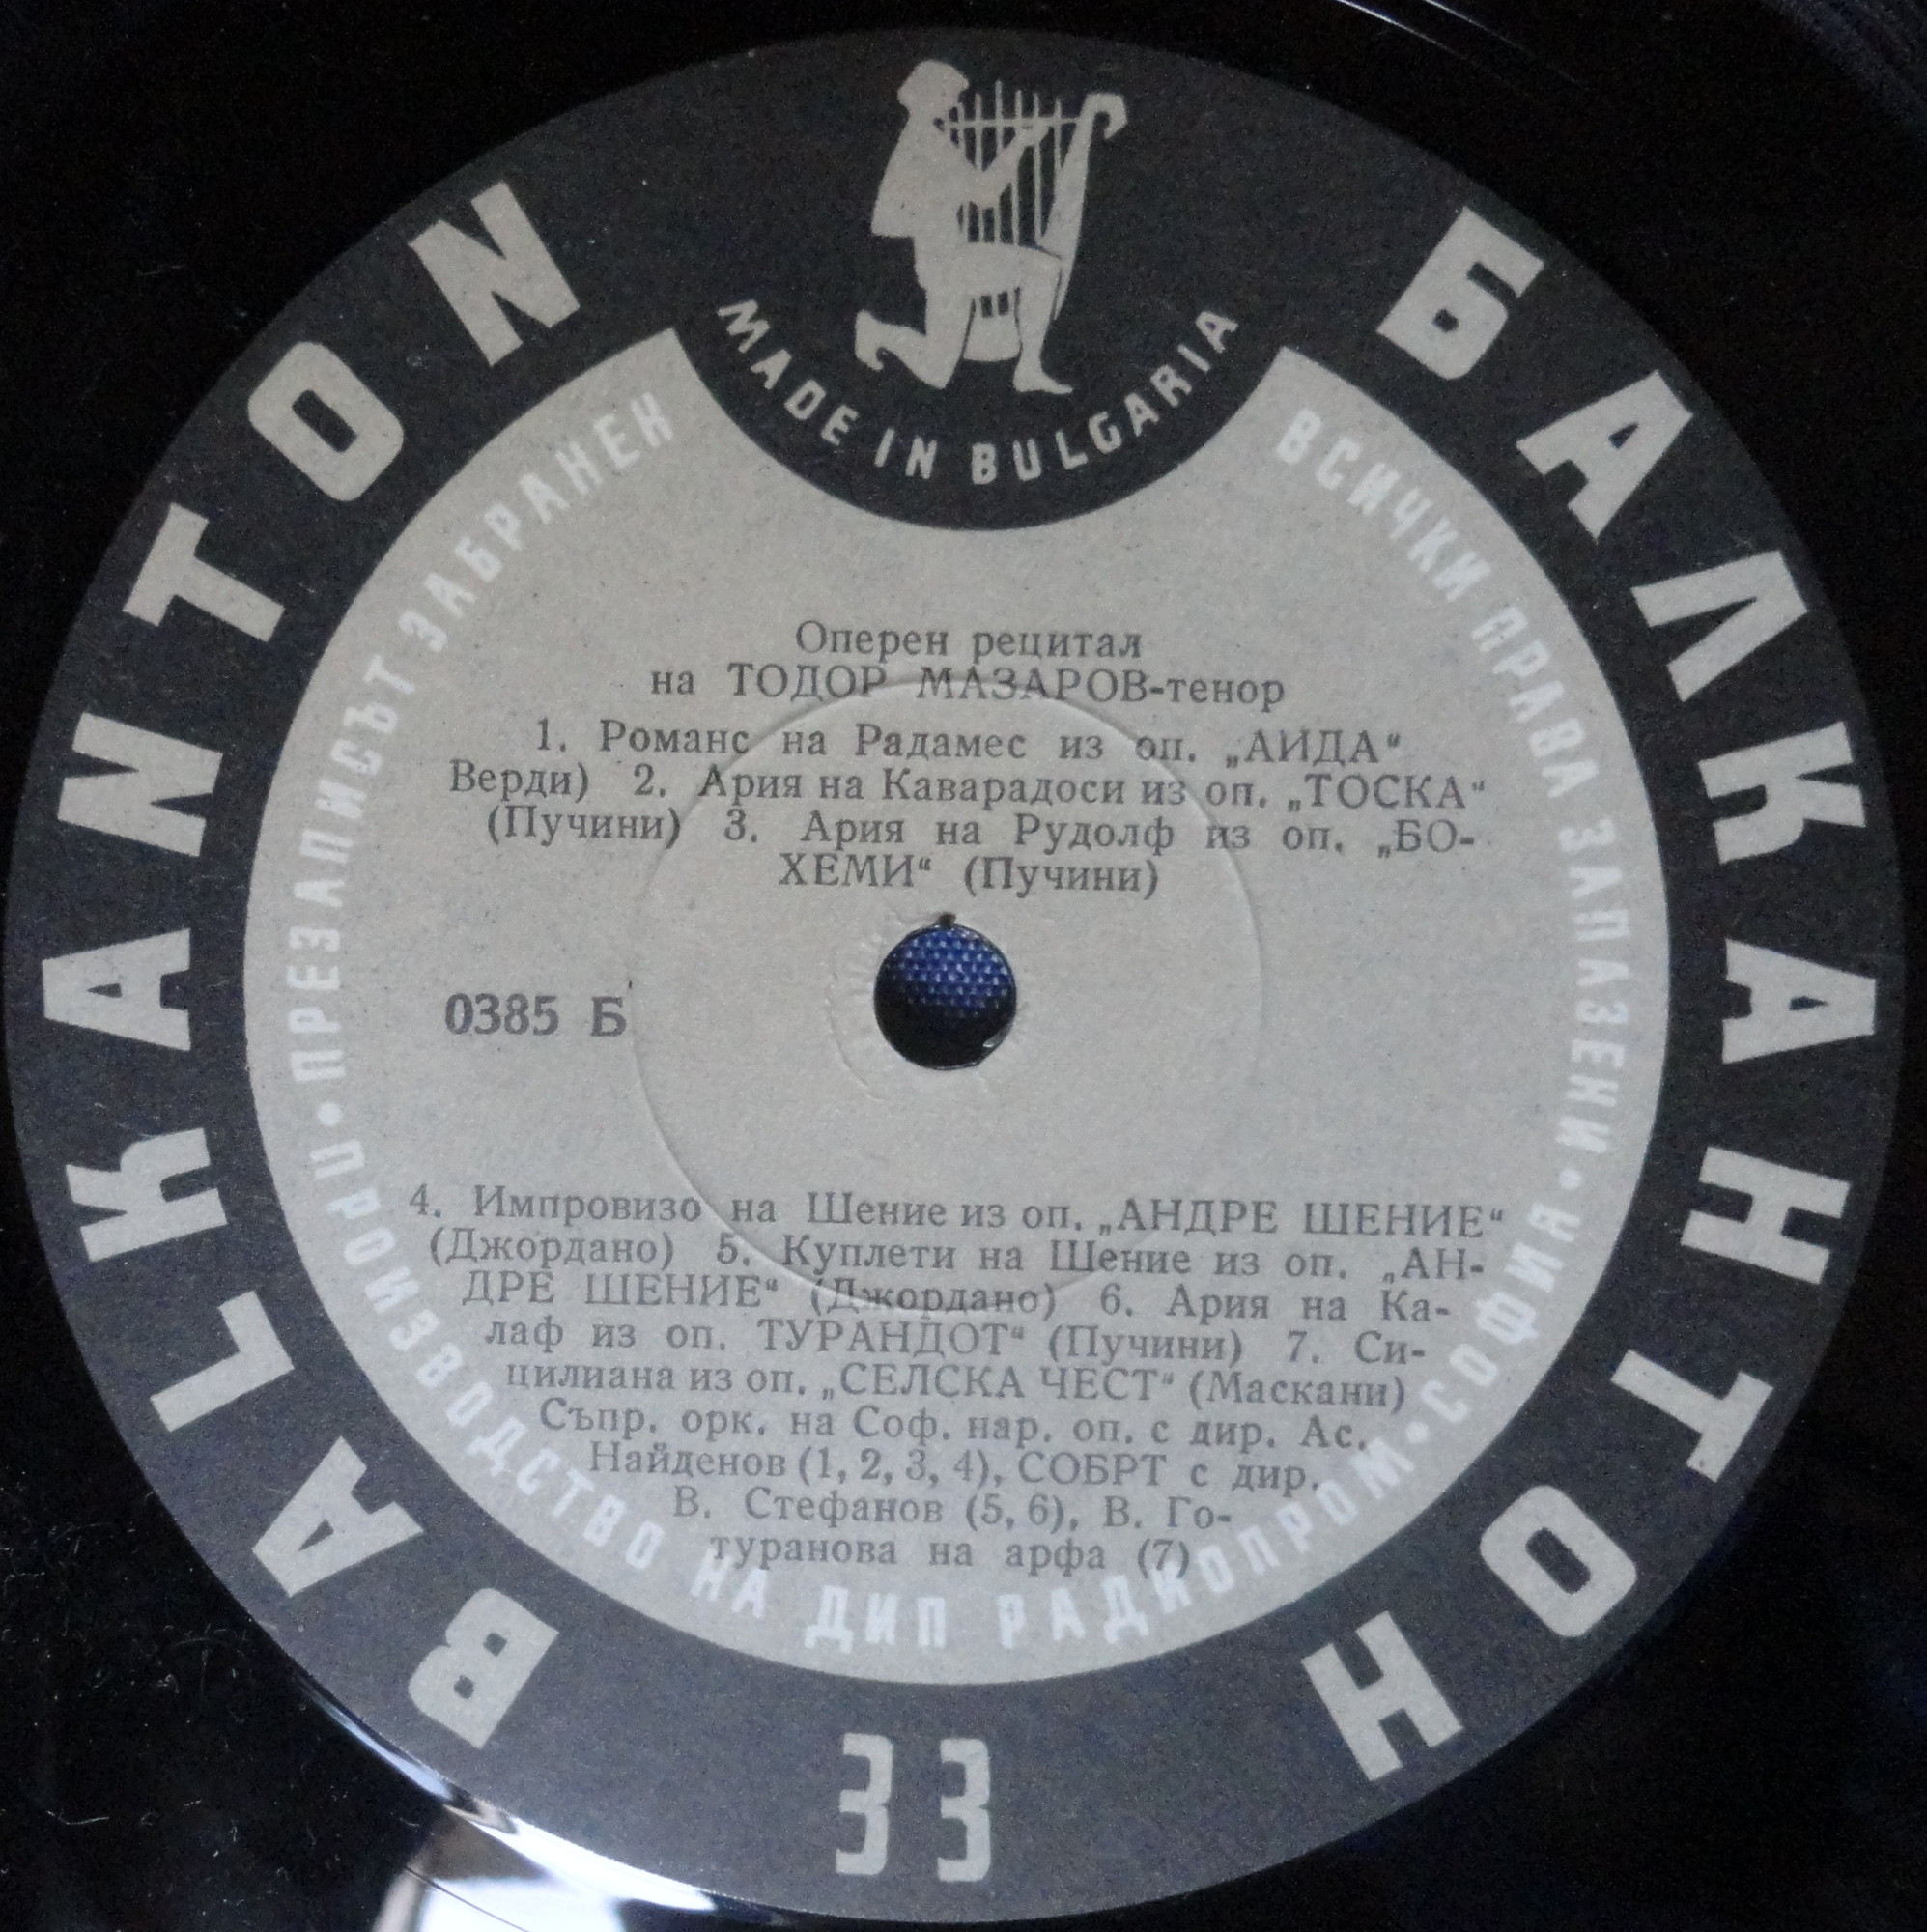 BALKANTON
БАЛКАНТОН
MADE IN BULGARIA
ПРОИЗВОДСТВО НА ДИП РАДИОПРОМ • СОФИЯ • ВСИЧКИ ПРАВА ЗАПАЗЕНИ
ПРЕЗАПИСЪТ ЗАБРАНЕН
Оперен рецитал
на ТОДОР МАЗАРОВ-тенор
1. Романс на Радамес из оп. „АИДА“
Верди) 2. Ария на Каварадоси из оп. „ТОСКА“
(Пучини) 3. Ария на Рудолф из оп. „БО-
ХЕМИ“ (Пучини)
0385 Б
4. Импровизо на Шение из оп. „АНДРЕ ШЕНИЕ“
(Джордано) 5. Куплети на Шение из оп. „АН-
ДРЕ ШЕНИЕ“ (Джордано) 6. Ария на Ка-
лаф из оп. ТУРАНДОТ“ (Пучини) 7. Си-
цилиана из оп. „СЕЛСКА ЧЕСТ“ (Маскани)
Съпр. орк. на Соф. нар. оп. с дир. Ас.
Найденов (1, 2, 3, 4), СОБРТ с дир.
В. Стефанов (5, 6), В. Го-
туранова на арфа (7)
33